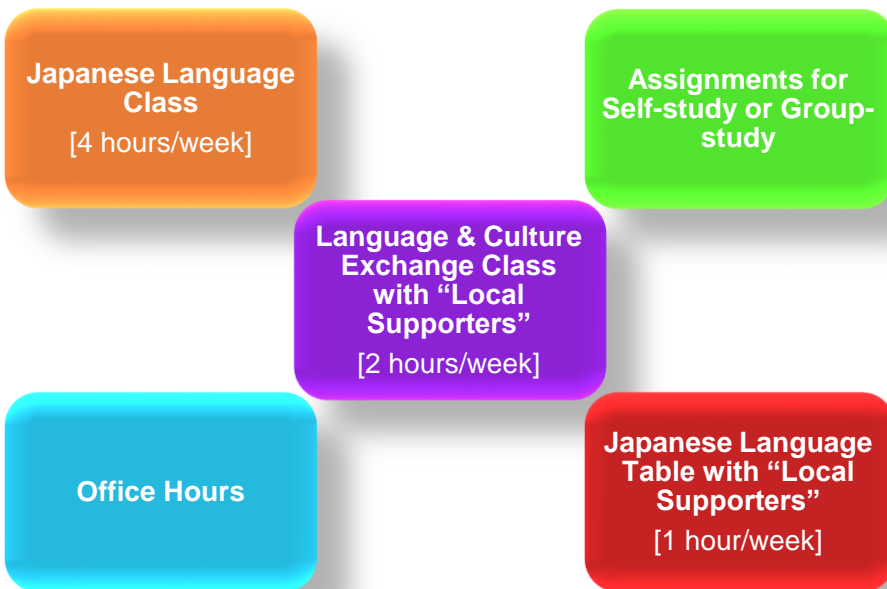 Japanese Language
Class
[4 hours/week]
Assignments for
Self-study or Group-
study
Language & Culture
Exchange Class
with “Local
Supporters”
[2 hours/week]
Office Hours
Japanese Language
Table with “Local
Supporters”
[1 hour/week]